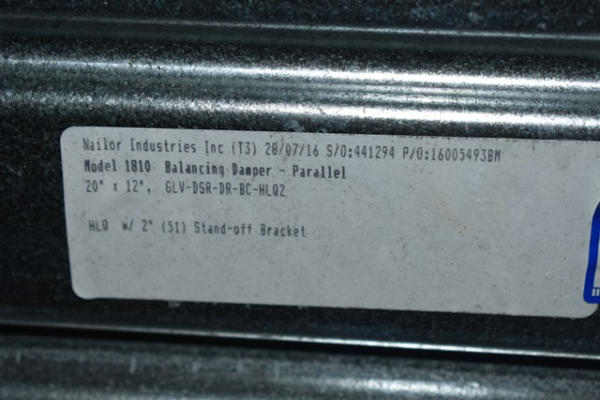 Nailor Industries Inc (T3) 28/07/16 S/O:441294 P/O:16005493BM
Model 1810 Balancing Damper - Parallel
20" x 12", GLV-DSR-DR-BC-HLQ2
HLQ w/ 2" (51) Stand-off Bracket